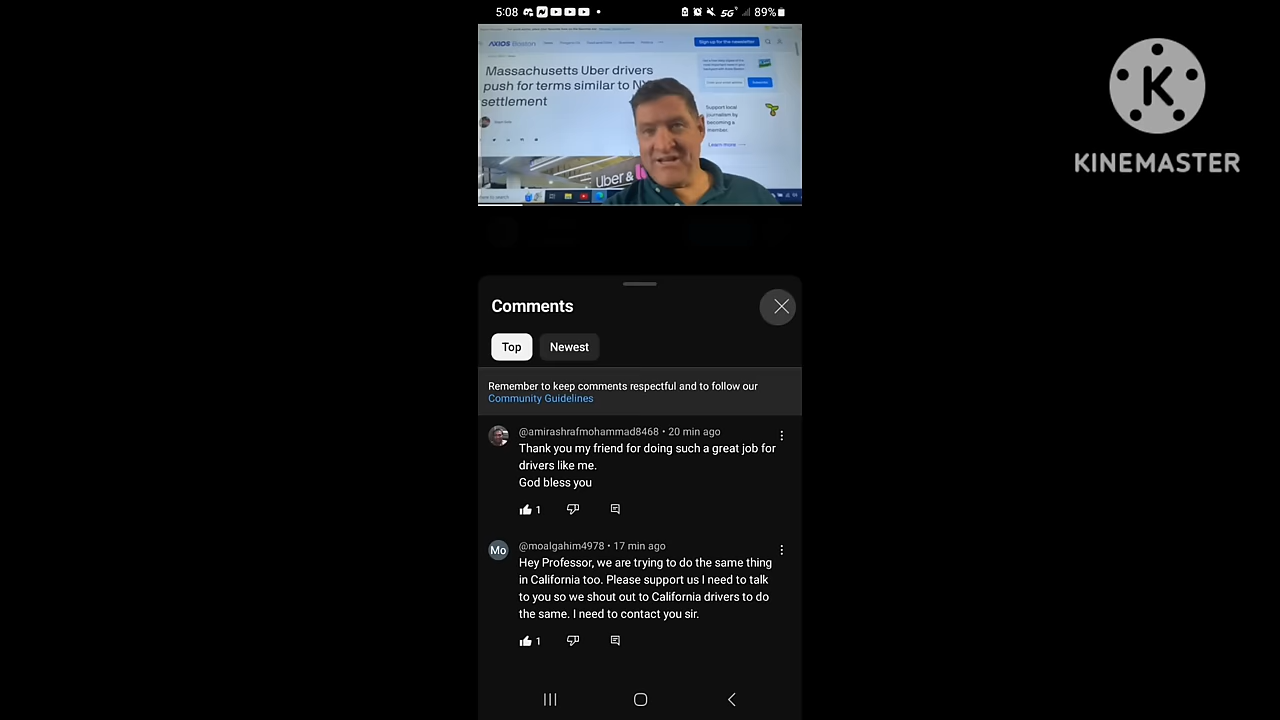 5:08
5G
89%
AXIOS Boston
Sign up for the newsletter
Massachusetts Uber drivers
push for terms similar to NY
settlement
Support local
journalism by
becoming a
member.
Learn more
Uber &
KINEMASTER
Comments
Top
Newest
Remember to keep comments respectful and to follow our
Community Guidelines
@amirashrafmohammad8468 • 20 min ago
Thank you my friend for doing such a great job for
drivers like me.
God bless you
1
Mo
@moalgahim4978 • 17 min ago
Hey Professor, we are trying to do the same thing
in California too. Please support us I need to talk
to you so we shout out to California drivers to do
the same. I need to contact you sir.
1